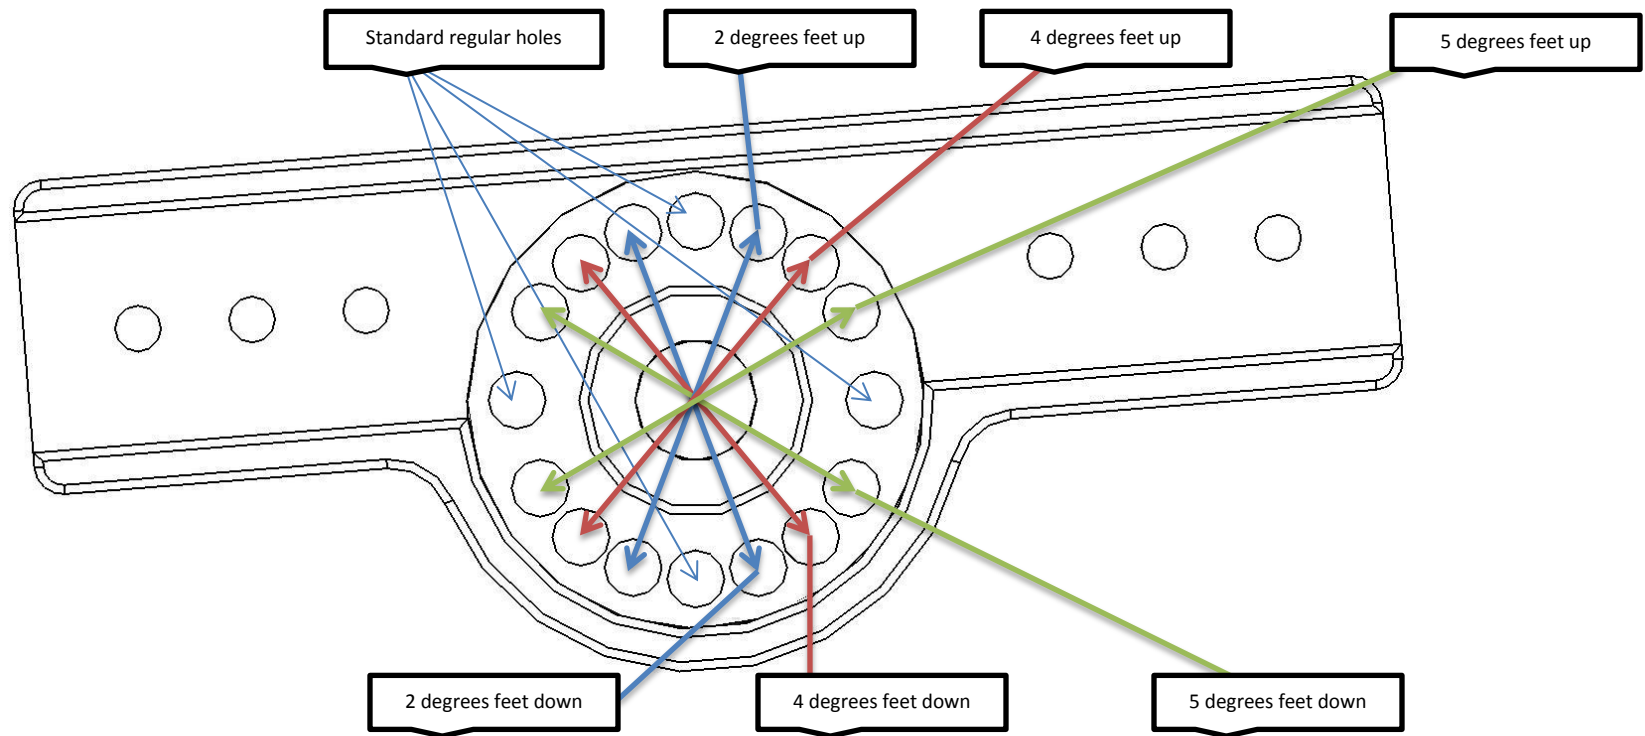 Standard regular holes
2 degrees feet up
4 degrees feet up
5 degrees feet up
2 degrees feet down
4 degrees feet down
5 degrees feet down